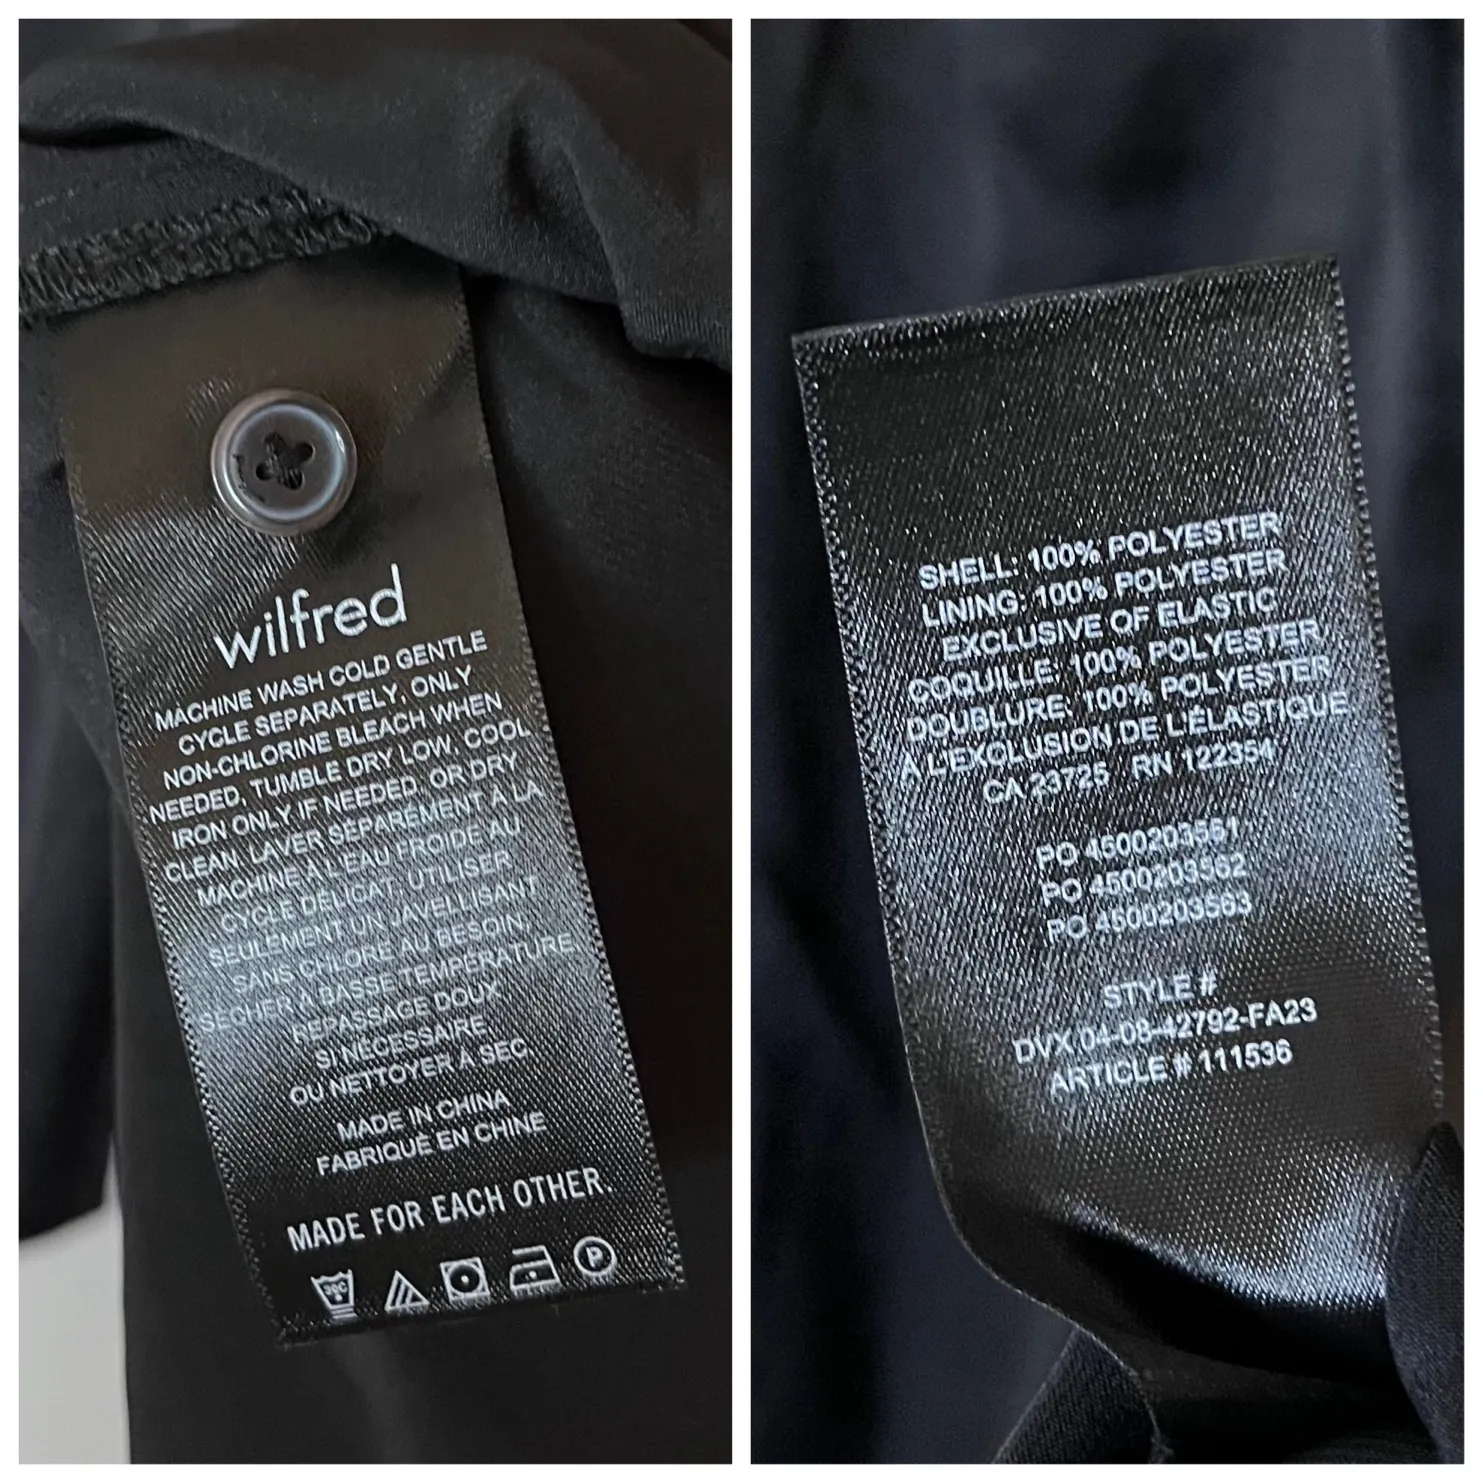 wilfred
MACHINE WASH COLD GENTLE
CYCLE SEPARATELY, ONLY
NON-CHLORINE BLEACH WHEN
NEEDED, TUMBLE DRY LOW, COOL
IRON ONLY IF NEEDED, OR DRY
CLEAN. LAVER SÉPARÉMENT À LA
MACHINE À L'EAU FROIDE AU
CYCLE DÉLICAT, UTILISER
SEULEMENT UN JAVELLISANT
SANS CHLORE AU BESOIN,
SÉCHER À BASSE TEMPÉRATURE,
REPASSAGE DOUX
SI NÉCESSAIRE,
OU NETTOYER À SEC.
MADE IN CHINA
FABRIQUÉ EN CHINE
MADE FOR EACH OTHER.
30C
P
SHELL: 100% POLYESTER
LINING: 100% POLYESTER
EXCLUSIVE OF ELASTIC
COQUILLE: 100% POLYESTER
DOUBLURE: 100% POLYESTER
À L'EXCLUSION DE L'ÉLASTIQUE
CA 23725 RN 122354
PO 4500203561
PO 4500203562
PO 4500203563
STYLE #
DVX.04-08-42792-FA23
ARTICLE # 111536